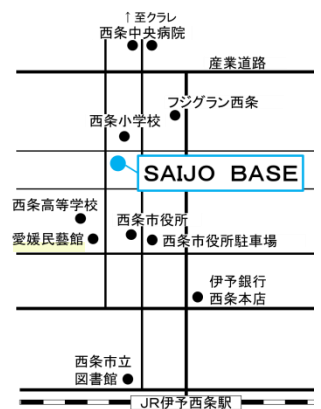 ↑至クラレ
西条中央病院
産業道路
フジグラン西条
西条小学校
SAIJO BASE
西条高等学校
西条市役所
愛媛民藝館
西条市役所駐車場
伊予銀行
西条本店
西条市立
図書館
JR伊予西条駅